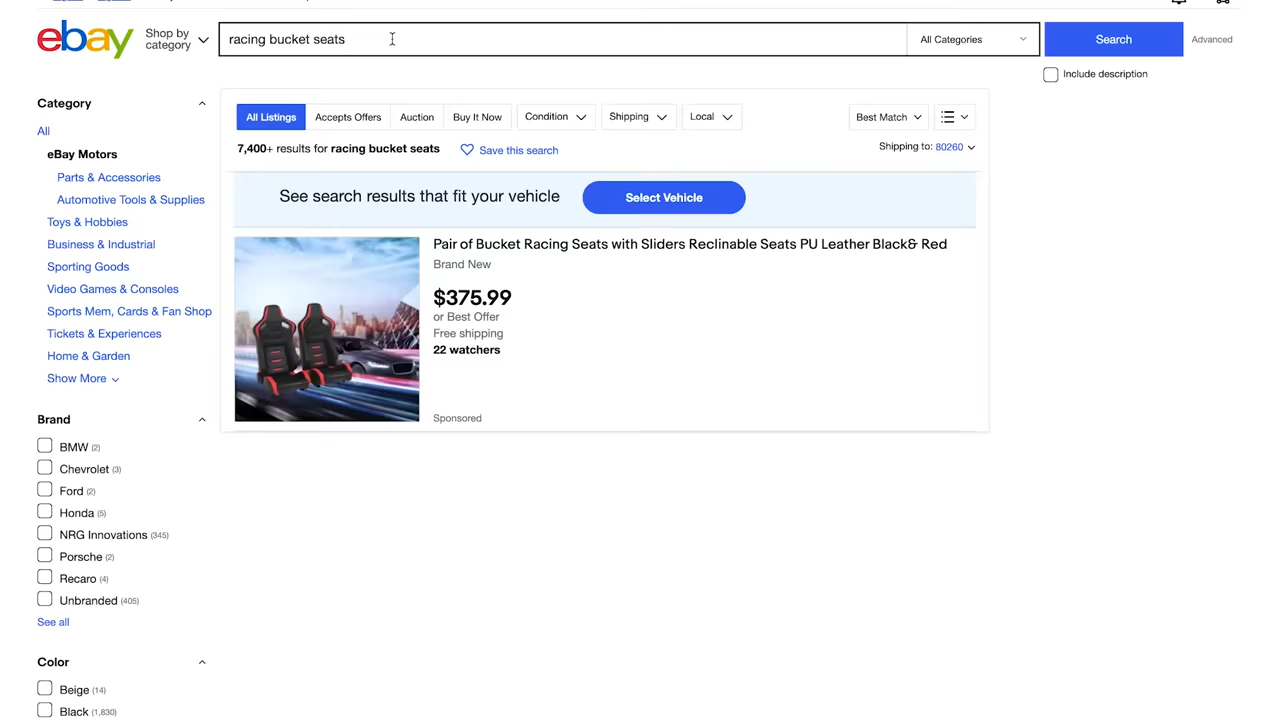 ebay
Shop by
category
racing bucket seats
All Categories
Search
Advanced
Include description
Category
All
eBay Motors
Parts & Accessories
Automotive Tools & Supplies
Toys & Hobbies
Business & Industrial
Sporting Goods
Video Games & Consoles
Sports Mem, Cards & Fan Shop
Tickets & Experiences
Home & Garden
Show More
Brand
BMW (2)
Chevrolet (3)
Ford (2)
Honda (5)
NRG Innovations (345)
Porsche (2)
Recaro (4)
Unbranded (405)
See all
Color
Beige (14)
Black (1,830)
All Listings
Accepts Offers
Auction
Buy It Now
Condition
Shipping
Local
Best Match
7,400+ results for racing bucket seats
Save this search
Shipping to: 80260
See search results that fit your vehicle
Select Vehicle
Pair of Bucket Racing Seats with Sliders Reclinable Seats PU Leather Black& Red
Brand New
$375.99
or Best Offer
Free shipping
22 watchers
Sponsored